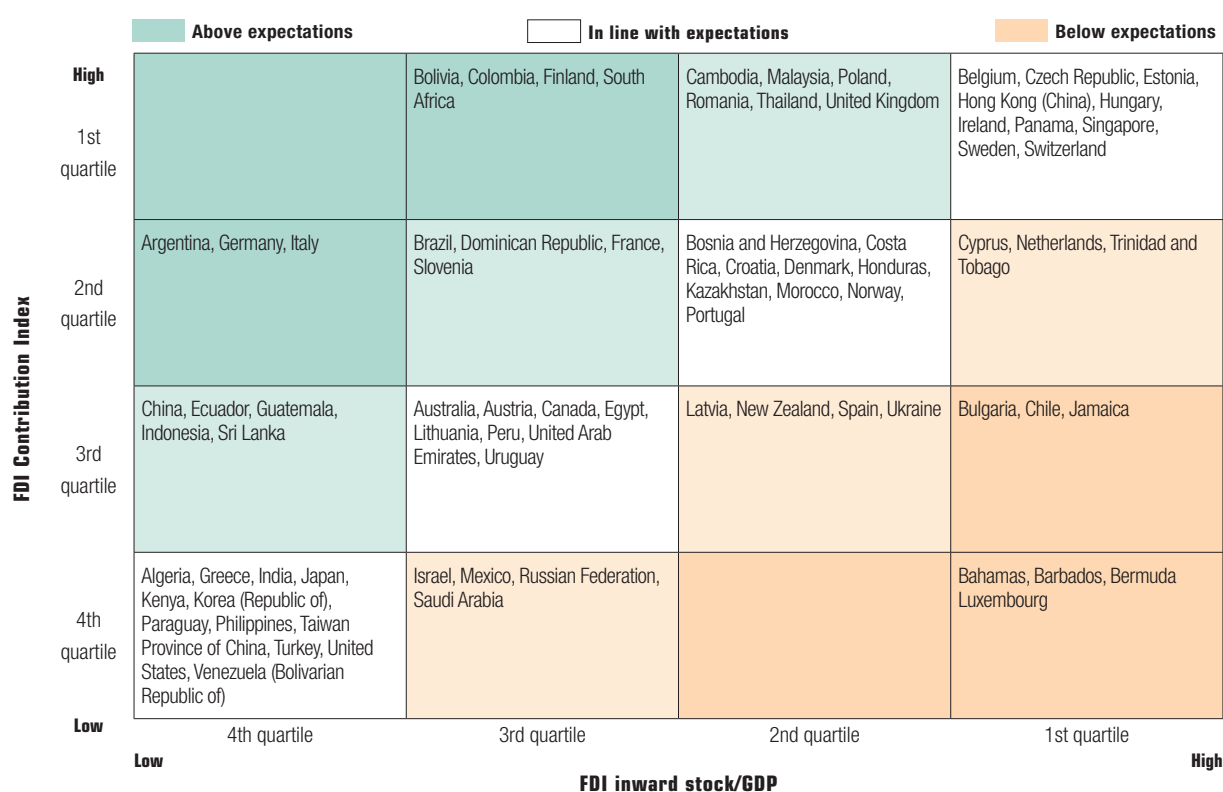 Above expectations
In line with expectations
Below expectations
High
1st
quartile
Bolivia, Colombia, Finland, South
Africa
Cambodia, Malaysia, Poland,
Romania, Thailand, United Kingdom
Belgium, Czech Republic, Estonia,
Hong Kong (China), Hungary,
Ireland, Panama, Singapore,
Sweden, Switzerland
FDI Contribution Index
2nd
quartile
Argentina, Germany, Italy
Brazil, Dominican Republic, France,
Slovenia
Bosnia and Herzegovina, Costa
Rica, Croatia, Denmark, Honduras,
Kazakhstan, Morocco, Norway,
Portugal
Cyprus, Netherlands, Trinidad and
Tobago
3rd
quartile
China, Ecuador, Guatemala,
Indonesia, Sri Lanka
Australia, Austria, Canada, Egypt,
Lithuania, Peru, United Arab
Emirates, Uruguay
Latvia, New Zealand, Spain, Ukraine
Bulgaria, Chile, Jamaica
4th
quartile
Algeria, Greece, India, Japan,
Kenya, Korea (Republic of),
Paraguay, Philippines, Taiwan
Province of China, Turkey, United
States, Venezuela (Bolivarian
Republic of)
Israel, Mexico, Russian Federation,
Saudi Arabia
Bahamas, Barbados, Bermuda
Luxembourg
Low
4th quartile
3rd quartile
2nd quartile
1st quartile
Low
High
FDI inward stock/GDP